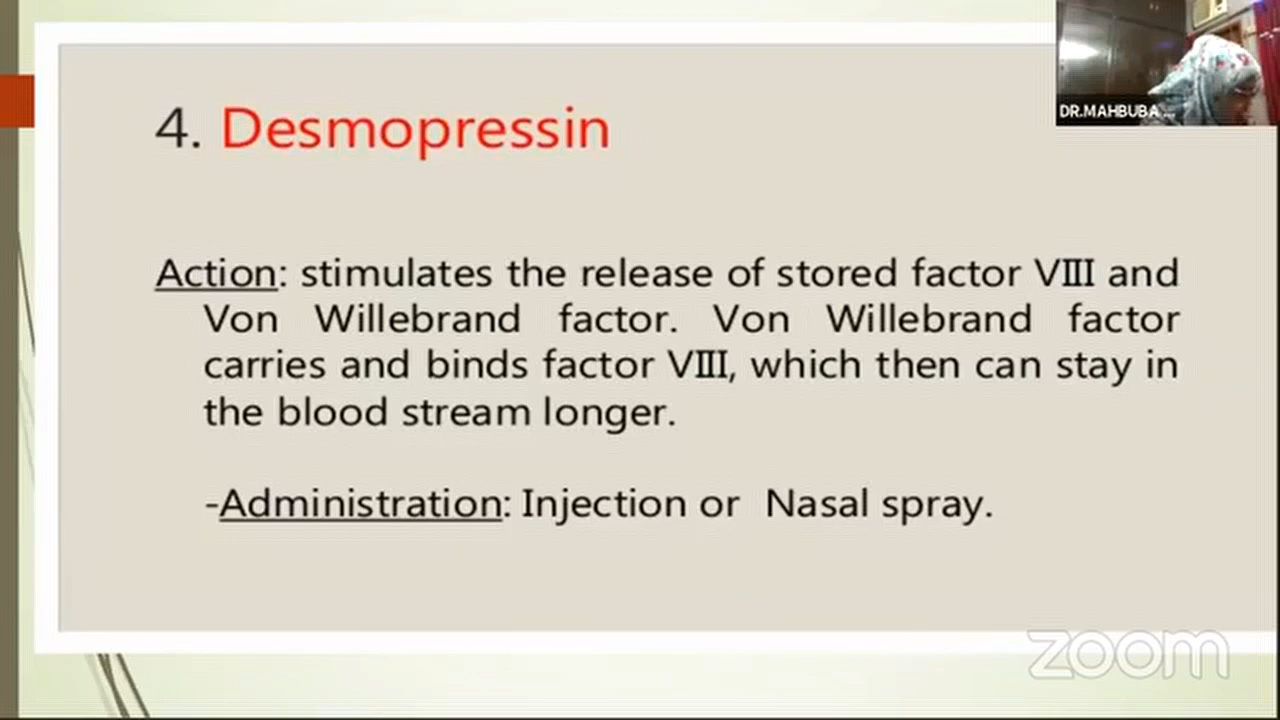 DR.MAHBUBA ...
4. Desmopressin
Action: stimulates the release of stored factor VIII and
Von Willebrand factor. Von Willebrand factor
carries and binds factor VIII, which then can stay in
the blood stream longer.
-Administration: Injection or Nasal spray.
zoom